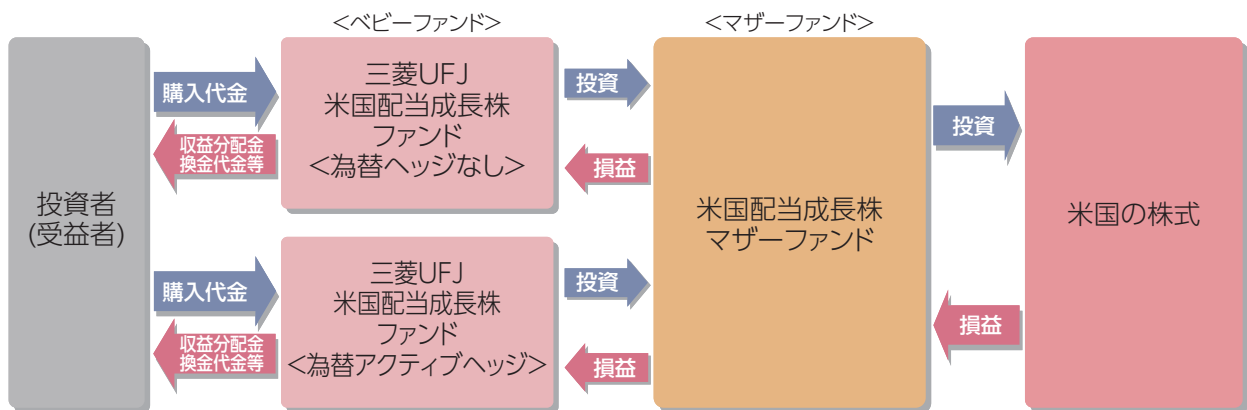 <ベビーファンド>
<マザーファンド>
投資者
(受益者)
購入代金
収益分配金
換金代金等
三菱UFJ
米国配当成長株
ファンド
<為替ヘッジなし>
投資
損益
購入代金
収益分配金
換金代金等
三菱UFJ
米国配当成長株
ファンド
<為替アクティブヘッジ>
投資
損益
米国配当成長株
マザーファンド
投資
損益
米国の株式